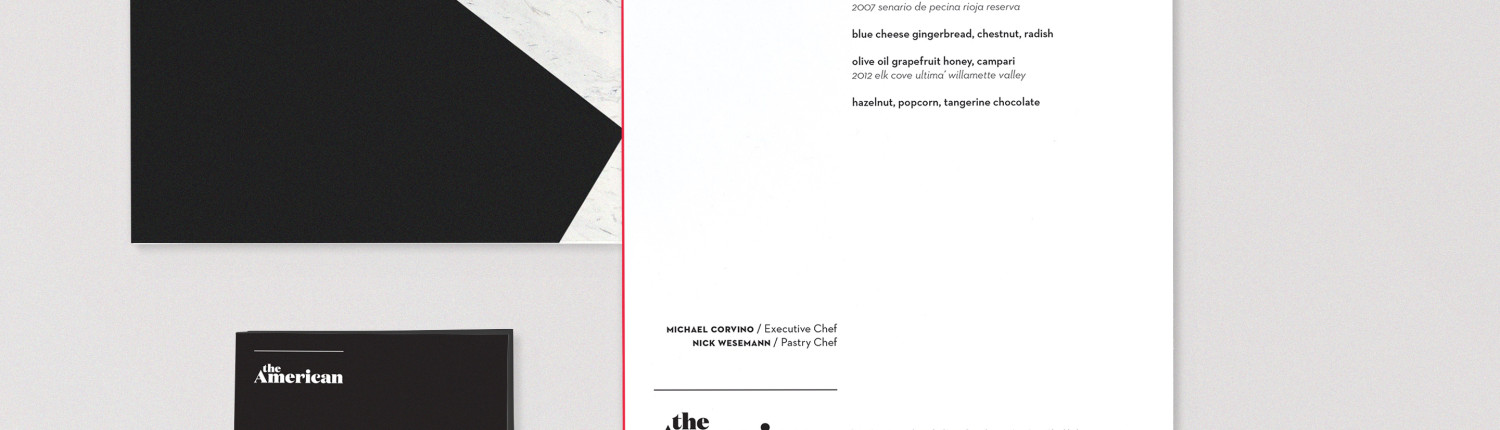 2007 senario de pecina rioja reserva
blue cheese gingerbread, chestnut, radish
olive oil grapefruit honey, campari
2012 elk cove ultima' willamette valley
hazelnut, popcorn, tangerine chocolate
MICHAEL CORVINO / Executive Chef
NICK WESEMANN / Pastry Chef
the
American
the